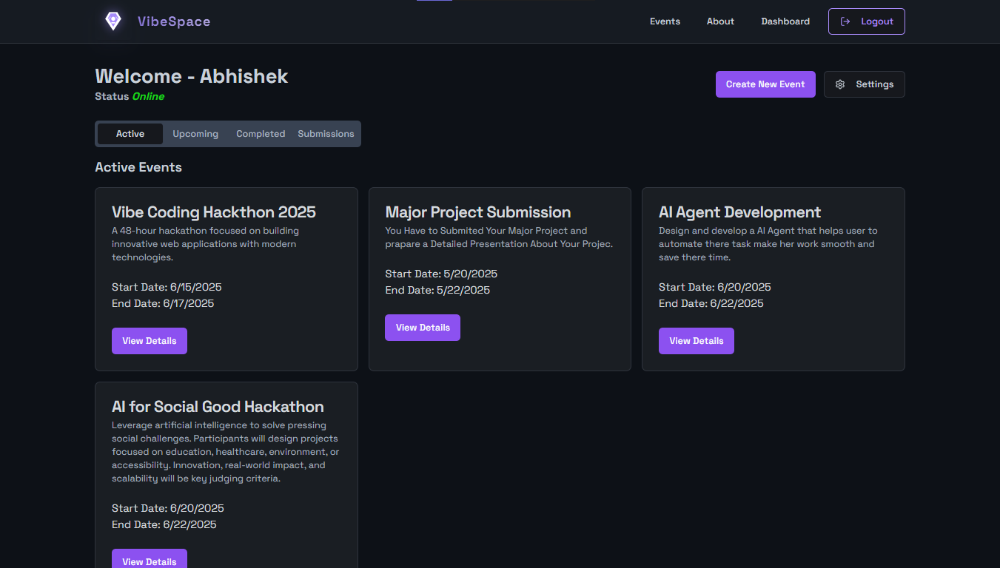 VibeSpace
Events
About
Dashboard
Logout
Welcome - Abhishek
Status Online
Create New Event
Settings
Active
Upcoming
Completed
Submissions
Active Events
Vibe Coding Hackthon 2025
A 48-hour hackathon focused on building
innovative web applications with modern
technologies.
Start Date: 6/15/2025
End Date: 6/17/2025
View Details
Major Project Submission
You Have to Submited Your Major Project and
prapare a Detailed Presentation About Your Projec.
Start Date: 5/20/2025
End Date: 5/22/2025
View Details
AI Agent Development
Design and develop a AI Agent that helps user to
automate there task make her work smooth and
save there time.
Start Date: 6/20/2025
End Date: 6/22/2025
View Details
AI for Social Good Hackathon
Leverage artificial intelligence to solve pressing
social challenges. Participants will design projects
focused on education, healthcare, environment, or
accessibility. Innovation, real-world impact, and
scalability will be key judging criteria.
Start Date: 6/20/2025
End Date: 6/22/2025
View Details